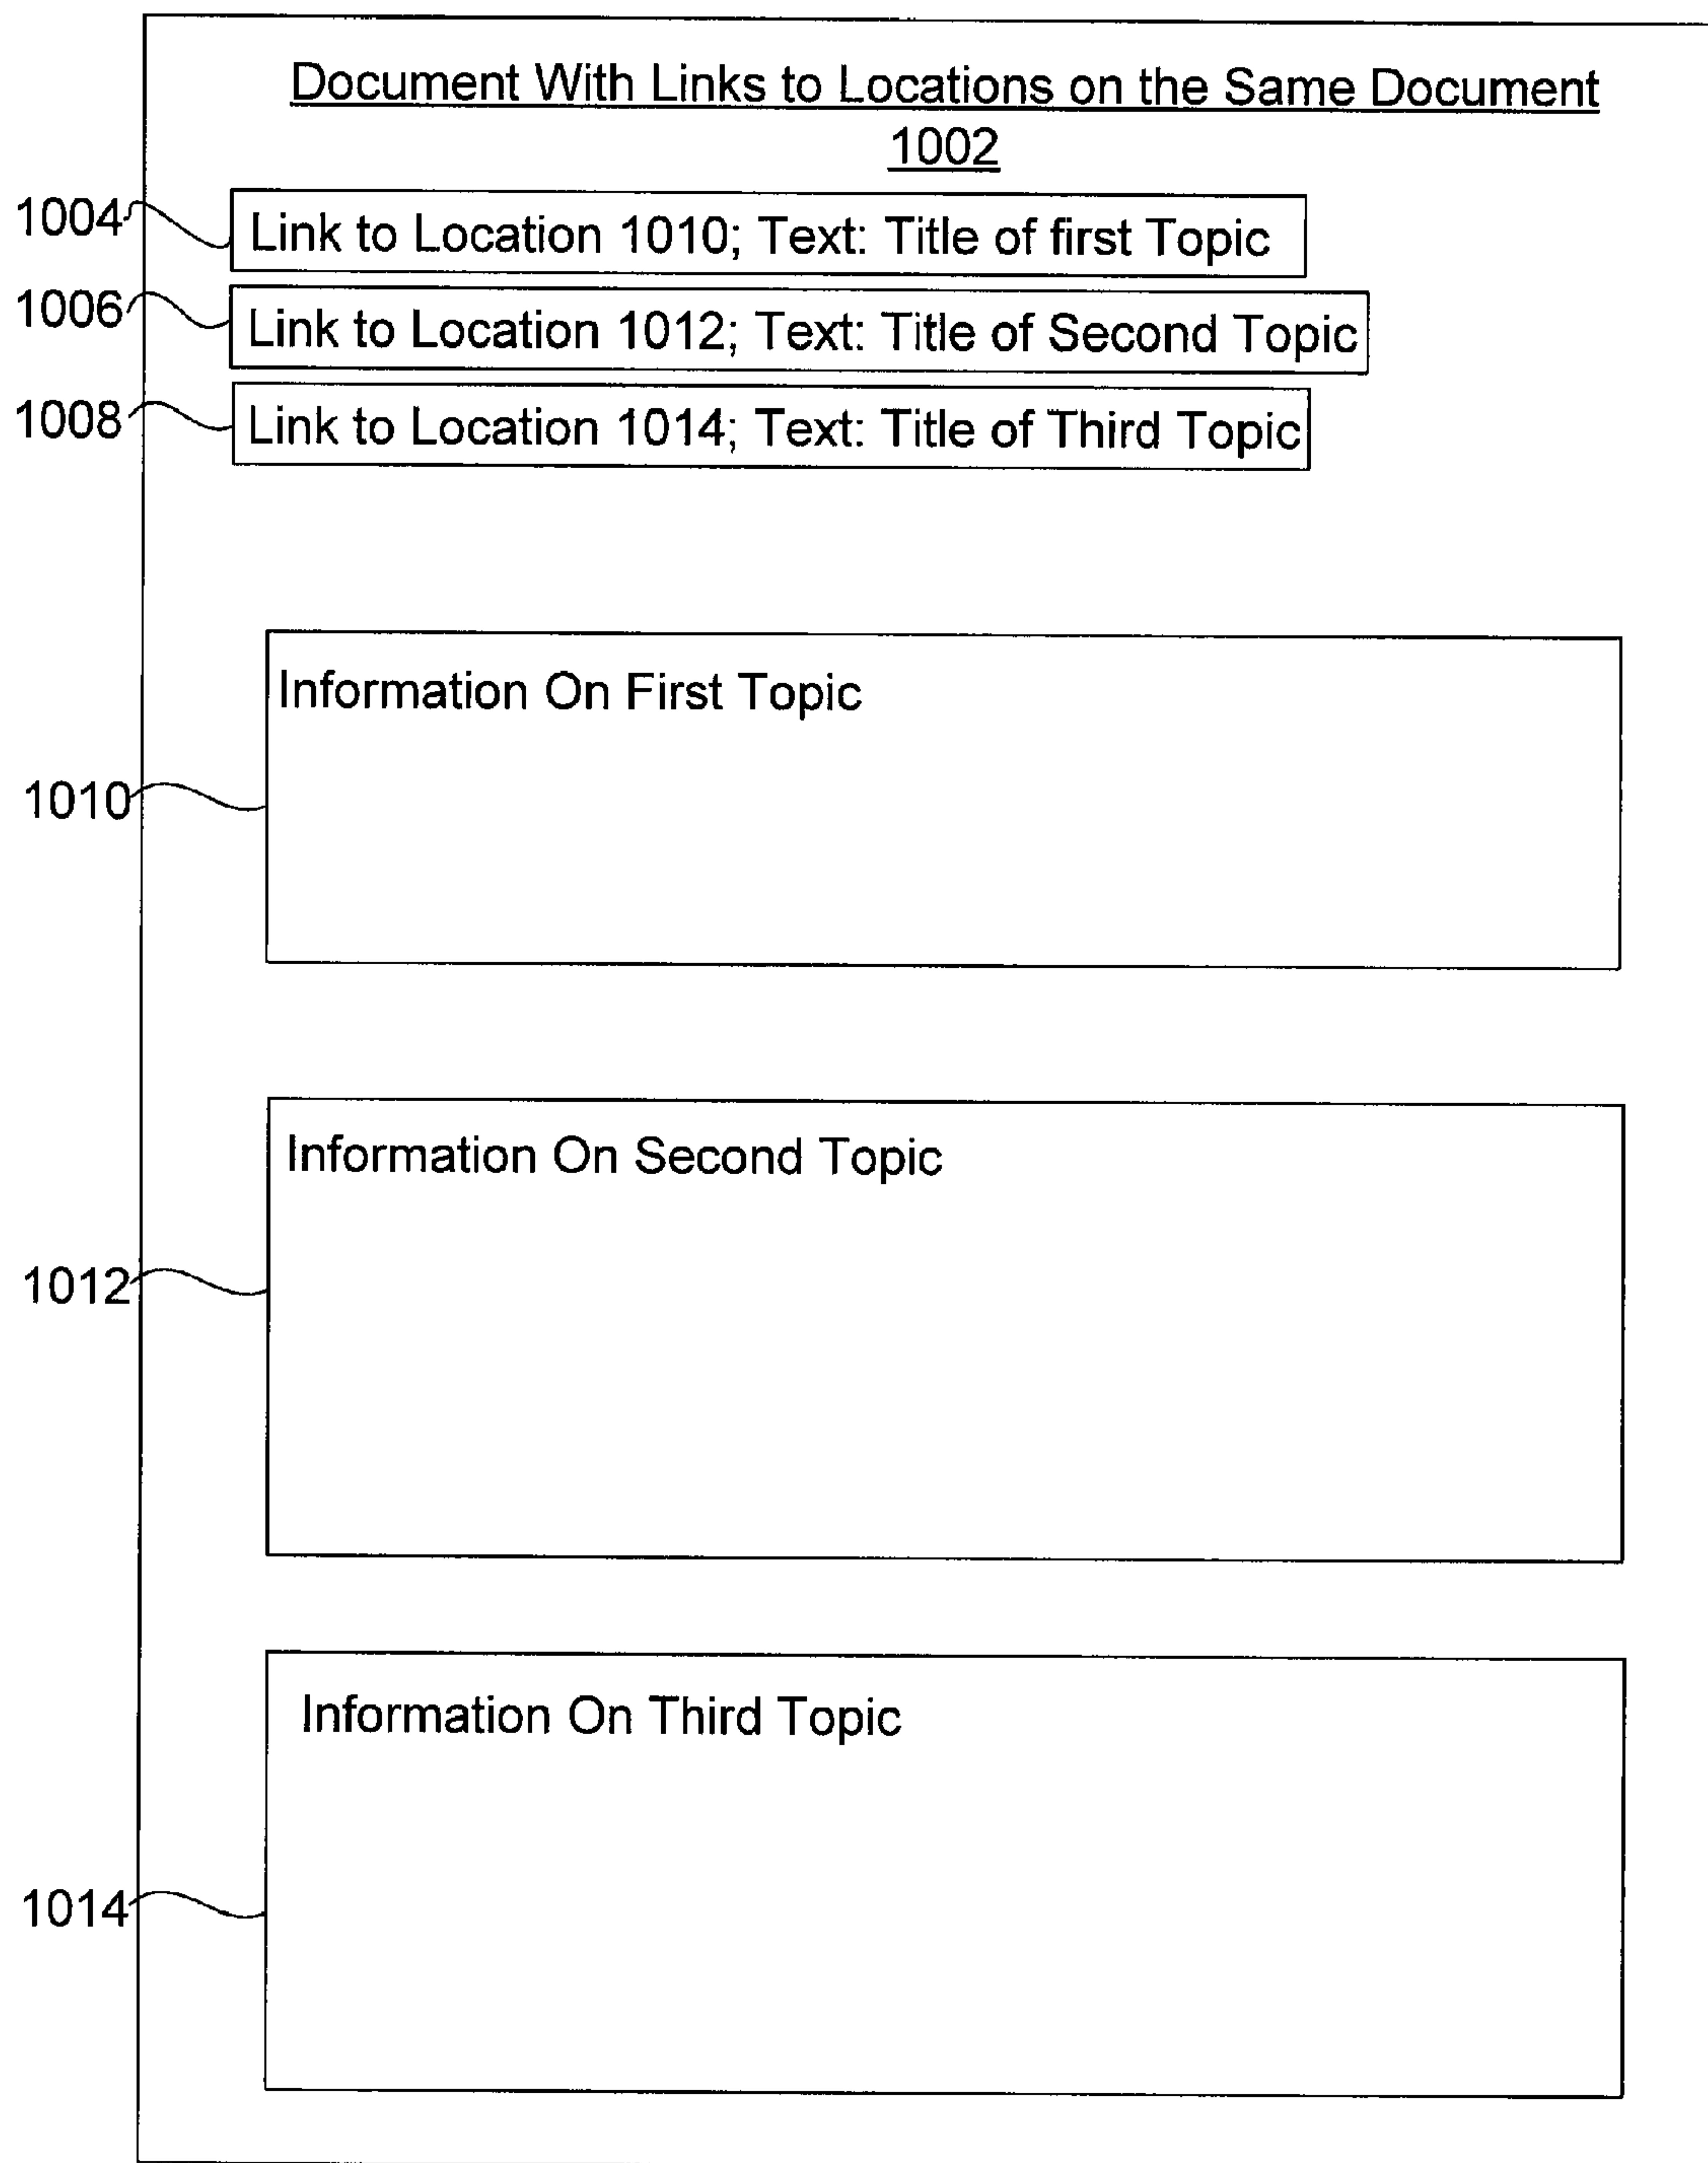 Document With Links to Locations on the Same Document
1002
1004 Link to Location 1010; Text: Title of first Topic
1006 Link to Location 1012; Text: Title of Second Topic
1008 Link to Location 1014; Text: Title of Third Topic
Information On First Topic
1010
Information On Second Topic
1012
Information On Third Topic
1014